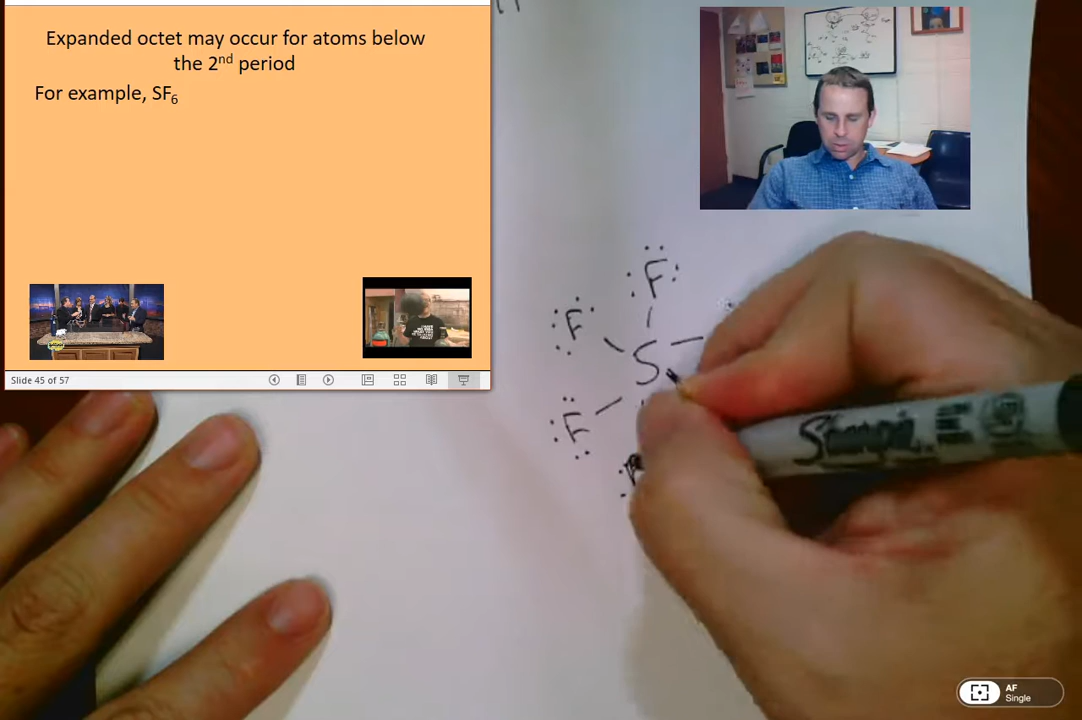 Expanded octet may occur for atoms below
the 2nd period
For example, SF6
Slide 45 of 57
F
F
S
F
Sharpie
AF
Single